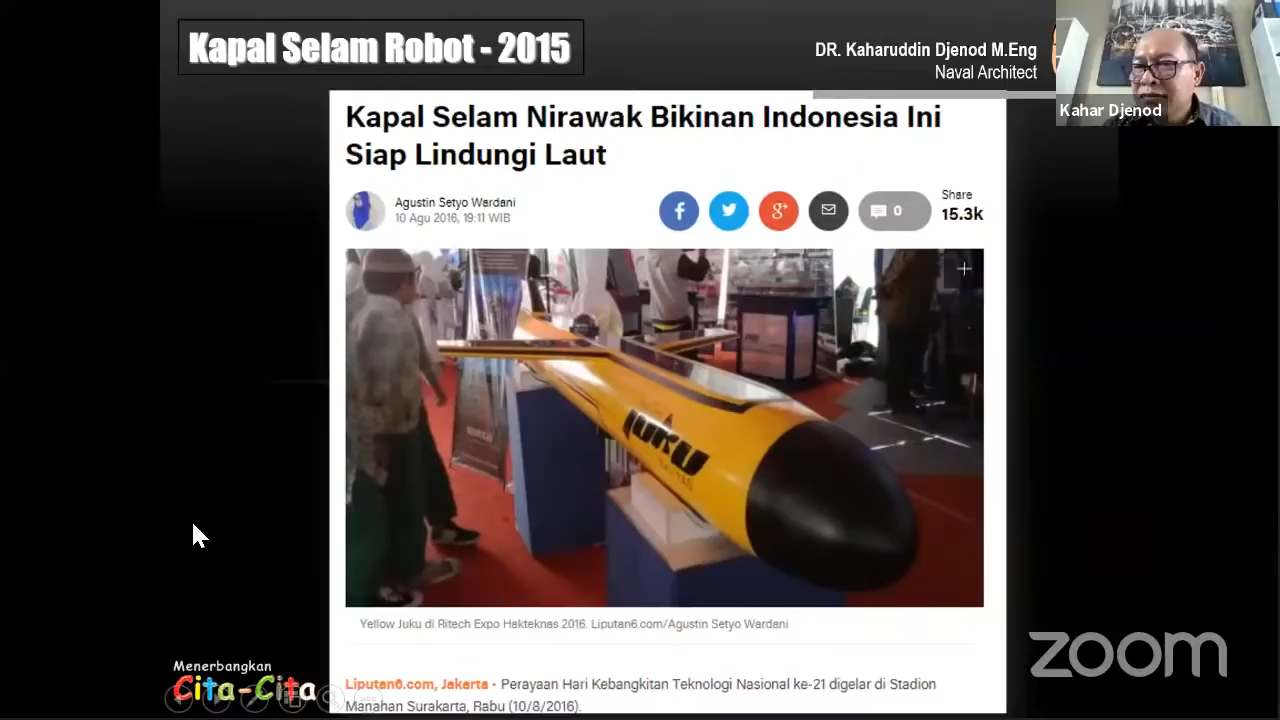 Kapal Selam Robot - 2015
DR. Kaharuddin Djenod M.Eng
Naval Architect
Kahar Djenod
Kapal Selam Nirawak Bikinan Indonesia Ini
Siap Lindungi Laut
Agustin Setyo Wardani
10 Agu 2016, 19:11 WIB
f
g+
0
Share
15.3k
JUKU
Yellow Juku di Ritech Expo Hakteknas 2016. Liputan6.com/Agustin Setyo Wardani
Liputan6.com, Jakarta - Perayaan Hari Kebangkitan Teknologi Nasional ke-21 digelar di Stadion
Manahan Surakarta, Rabu (10/8/2016).
Menerbangkan
Cita-Cita
zoom